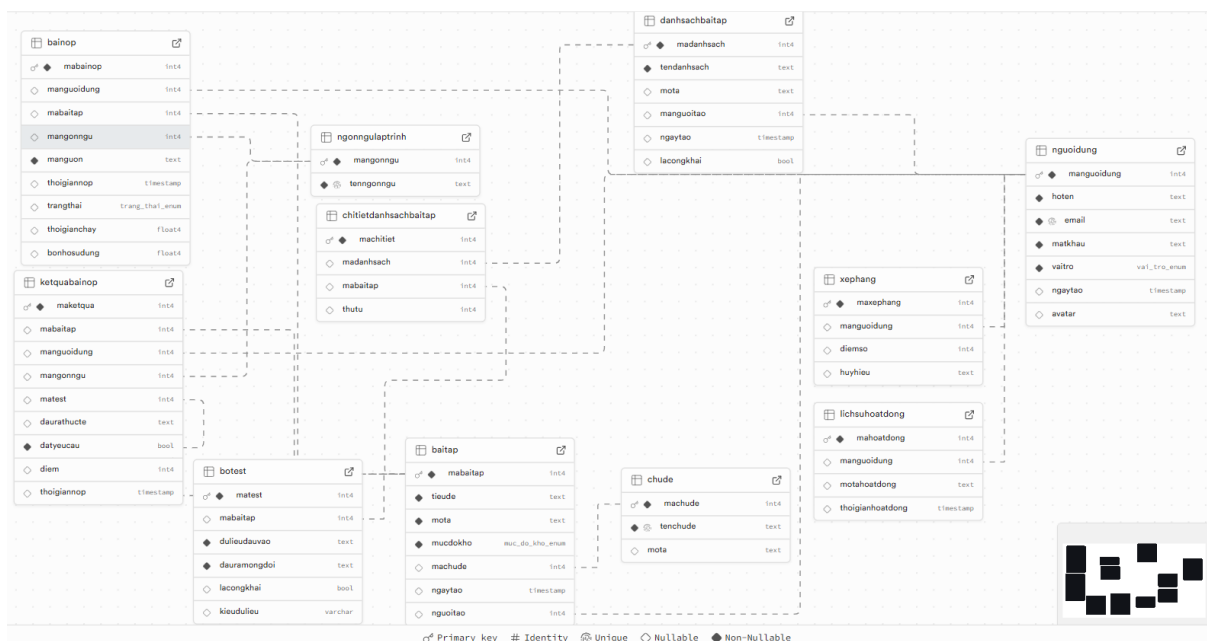 bainop
mabainop int4
manguoidung int4
mabaitap int4
mangonngu int4
manguon text
thoigiannop timestamp
trangthai trang_thai_enum
thoigianchay float4
bonhosudung float4
ketquabainop
maketqua int4
mabaitap int4
manguoidung int4
mangonngu int4
matest int4
daurathucte text
datyeucau bool
diem int4
thoigiannop timestamp
ngonngulaptrinh
mangonngu int4
tenngonngu text
chitietdanhsachbaitap
machitiet int4
madanhsach int4
mabaitap int4
thutu int4
botest
matest int4
mabaitap int4
dulieudauvao text
dauramongdoi text
lacongkhai bool
kieudulieu varchar
baitap
mabaitap int4
tieude text
mota text
mucdokho muc_do_kho_enum
machude int4
ngaytao timestamp
nguoitao int4
danhsachbaitap
madanhsach int4
tendanhsach text
mota text
manguoitao int4
ngaytao timestamp
lacongkhai bool
chude
machude int4
tenchude text
mota text
xephang
maxephang int4
manguoidung int4
diemso int4
huyhieu text
lichsuhoatdong
mahoatdong int4
manguoidung int4
motahoatdong text
thoigianhoatdong timestamp
nguoidung
manguoidung int4
hoten text
email text
matkhau text
vaitro vai_tro_enum
ngaytao timestamp
avatar text
Primary key # Identity Unique Nullable Non-Nullable